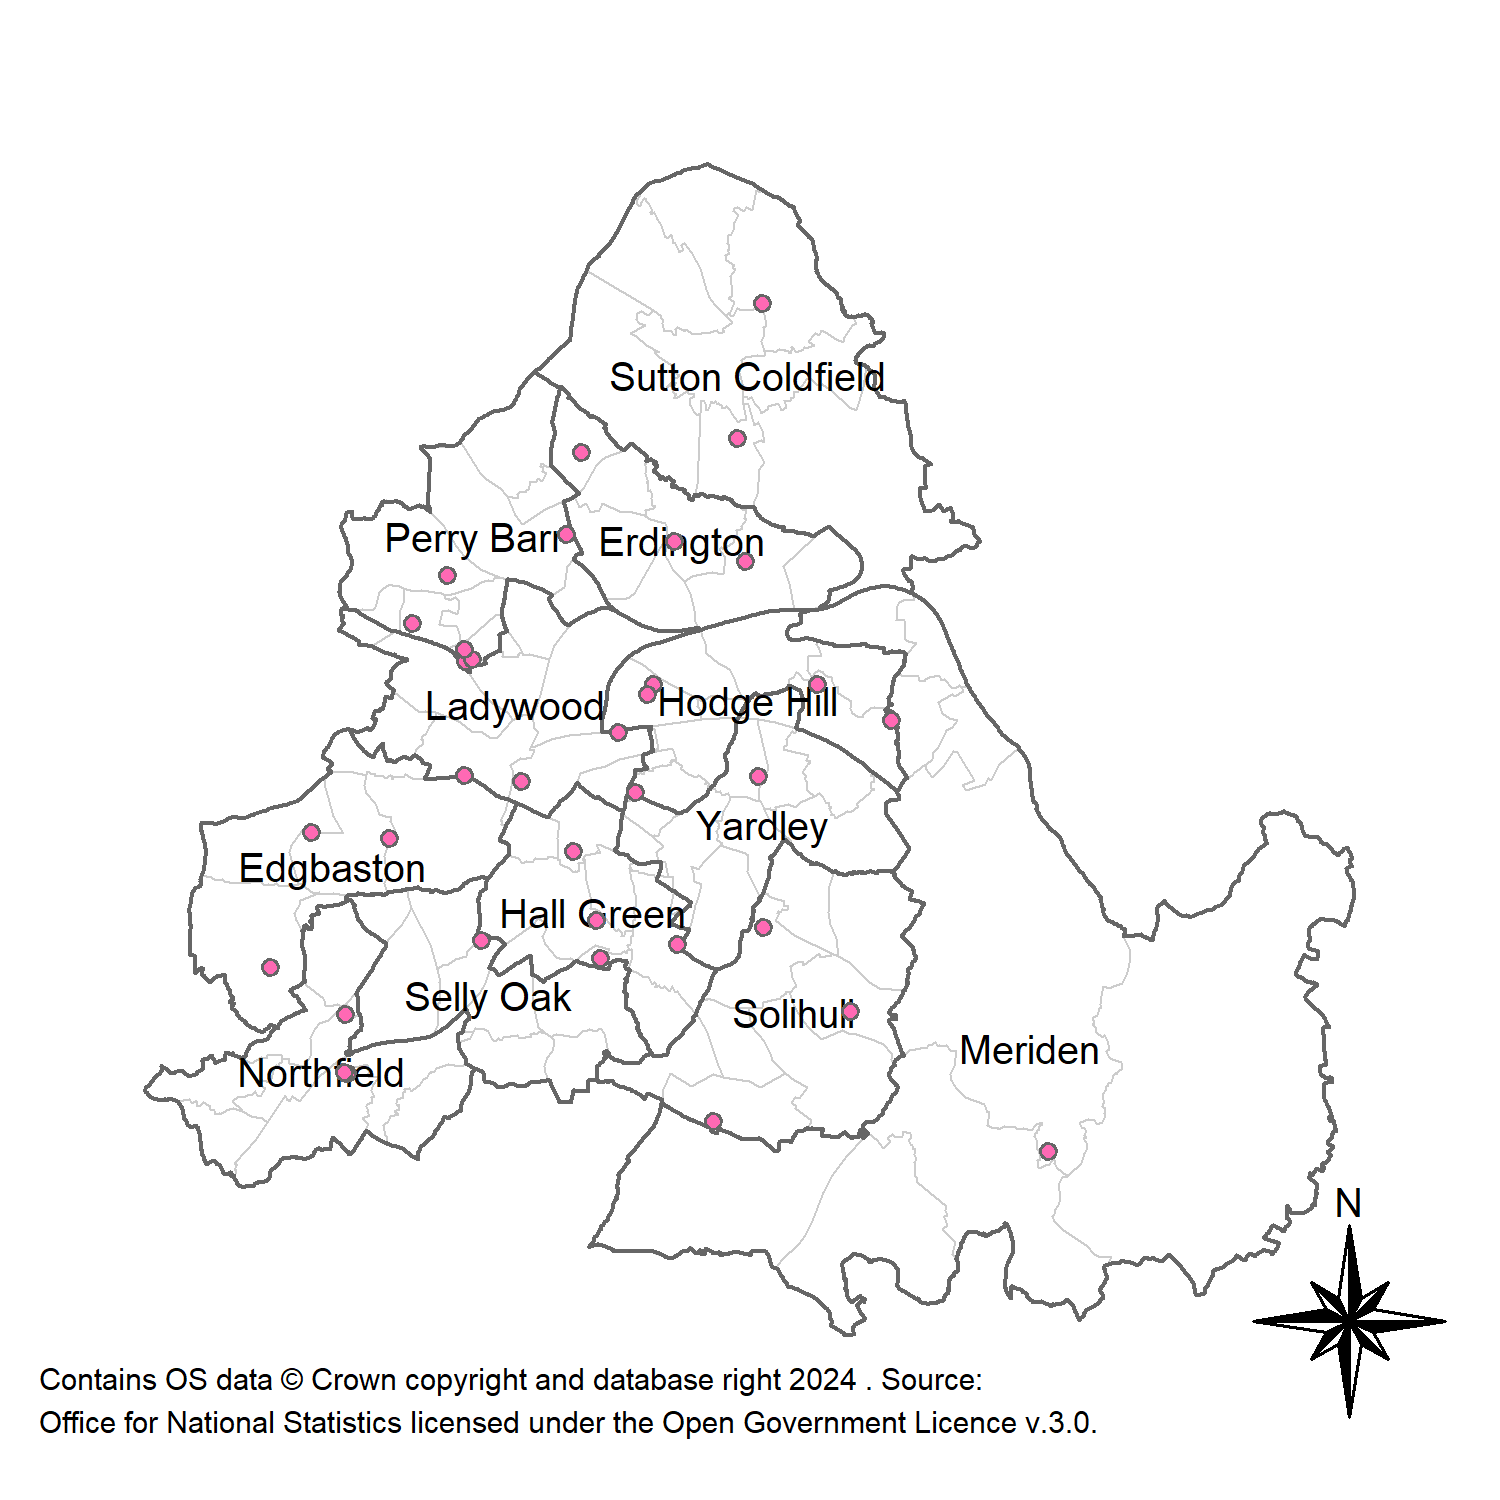 Sutton Coldfield
Perry Barr
Erdington
Ladywood
Hodge Hill
Yardley
Edgbaston
Hall Green
Selly Oak
Solihull
Meriden
Northfield
N
Contains OS data © Crown copyright and database right 2024 . Source:
Office for National Statistics licensed under the Open Government Licence v.3.0.